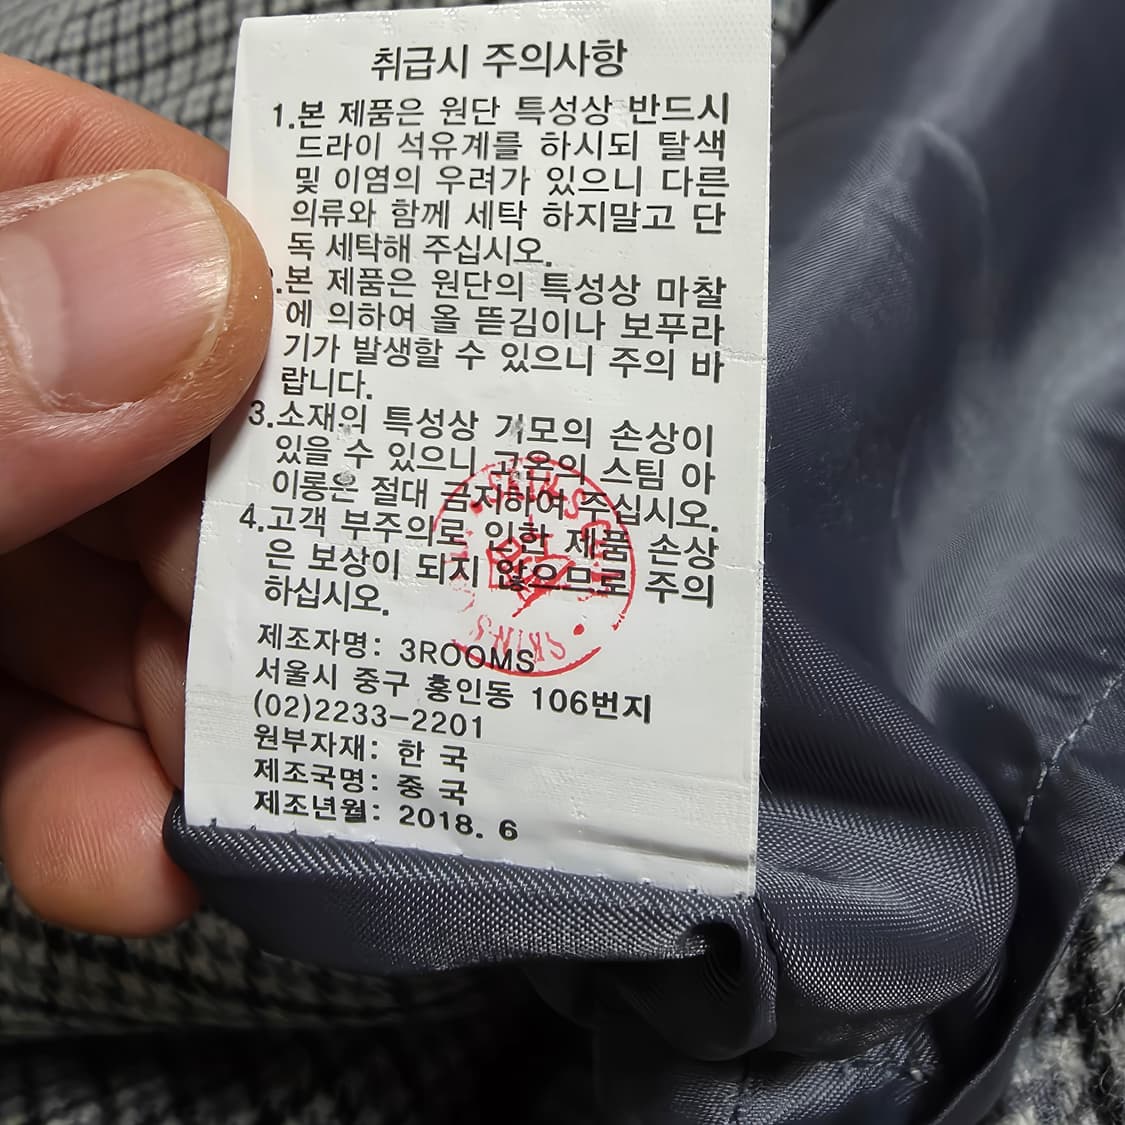 취급시 주의사항
1.본 제품은 원단 특성상 반드시
드라이 석유계를 하시되 탈색
및 이염의 우려가 있으니 다른
의류와 함께 세탁 하지말고 단
독 세탁해 주십시오.
.본 제품은 원단의 특성상 마찰
에 의하여 올 뜯김이나 보푸라
기가 발생할 수 있으니 주의 바
랍니다.
3.소재의 특성상 기모의 손상이
있을 수 있으니 고온의 스팀 아
이롱은 절대 금지하여 주십시오.
4.고객 부주의로 인한 제품 손상
은 보상이 되지 않으므로 주의
하십시오.
제조자명: 3ROOMS
서울시 중구 홍인동 106번지
(02)2233-2201
원부자재: 한 국
제조국명: 중 국
제조년월: 2018. 6